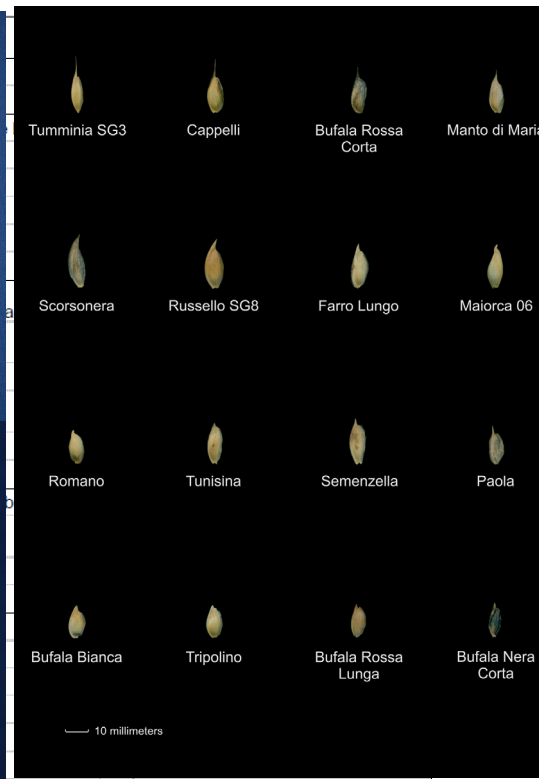 Tumminia SG3 Cappelli Bufala Rossa Manto di Maria
Corta
Scorsonera Russello SG8 Farro Lungo Maiorca 06
Romano Tunisina Semenzella Paola
Bufala Bianca Tripolino Bufala Rossa Bufala Nera
Lunga Corta
10 millimeters